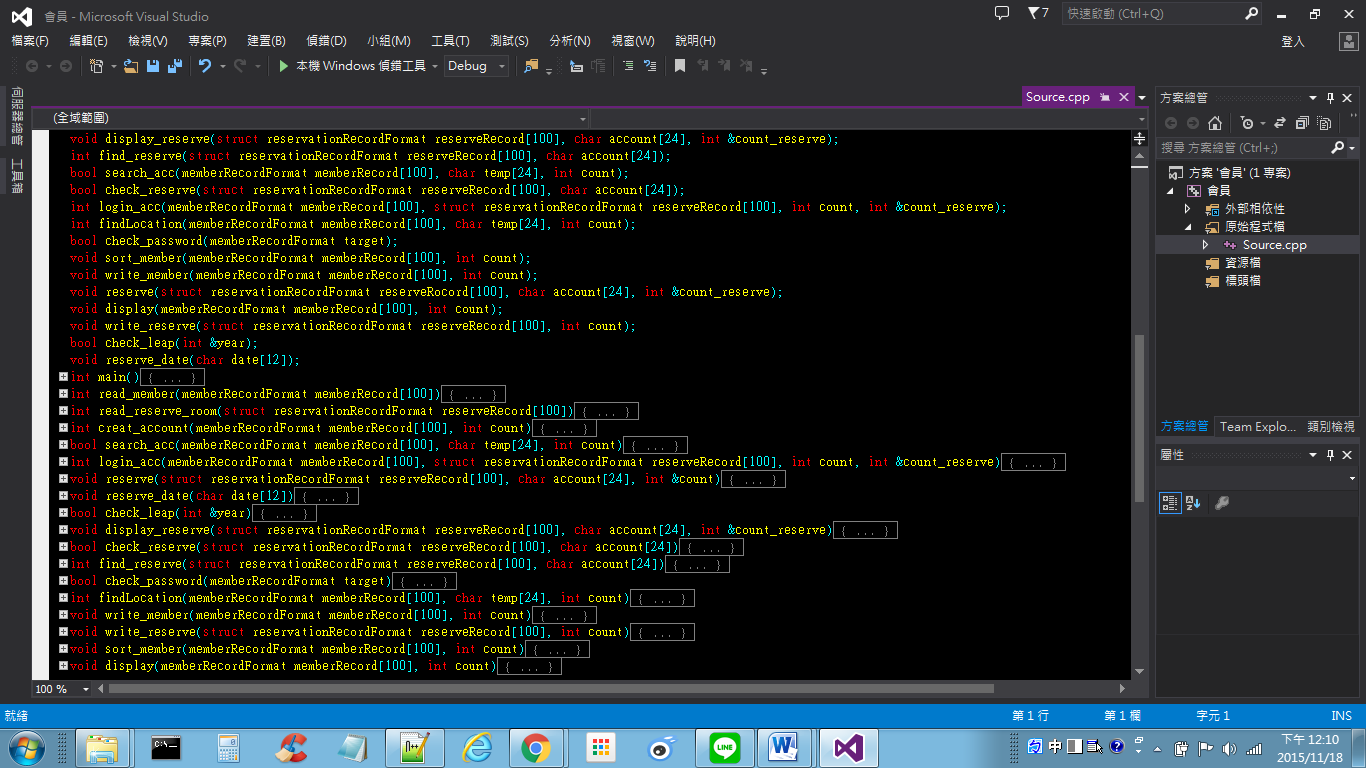 會員 - Microsoft Visual Studio
7
快速啟動 (Ctrl+Q)
檔案(F) 編輯(E) 檢視(V) 專案(P) 建置(B) 偵錯(D) 小組(M) 工具(T) 測試(S) 分析(N) 視窗(W) 說明(H)
登入
本機 Windows 偵錯工具
Debug
伺服器總管
工具箱
Source.cpp
(全域範圍)
void display_reserve(struct reservationRecordFormat reserveRecord[100], char account[24], int &count_reserve);
int find_reserve(struct reservationRecordFormat reserveRecord[100], char account[24]);
bool search_acc(memberRecordFormat memberRecord[100], char temp[24], int count);
bool check_reserve(struct reservationRecordFormat reserveRecord[100], char account[24]);
int login_acc(memberRecordFormat memberRecord[100], struct reservationRecordFormat reserveRecord[100], int count, int &count_reserve);
int findLocation(memberRecordFormat memberRecord[100], char temp[24], int count);
bool check_password(memberRecordFormat target);
void sort_member(memberRecordFormat memberRecord[100], int count);
void write_member(memberRecordFormat memberRecord[100], int count);
void reserve(struct reservationRecordFormat reserveRocord[100], char account[24], int &count_reserve);
void display(memberRecordFormat memberRecord[100], int count);
void write_reserve(struct reservationRecordFormat reserveRecord[100], int count);
bool check_leap(int &year);
void reserve_date(char date[12]);
int main(){ ... }
int read_member(memberRecordFormat memberRecord[100]){ ... }
int read_reserve_room(struct reservationRecordFormat reserveRecord[100]){ ... }
int creat_account(memberRecordFormat memberRecord[100], int count){ ... }
bool search_acc(memberRecordFormat memberRecord[100], char temp[24], int count){ ... }
int login_acc(memberRecordFormat memberRecord[100], struct reservationRecordFormat reserveRecord[100], int count, int &count_reserve){ ... }
void reserve(struct reservationRecordFormat reserveRecord[100], char account[24], int &count){ ... }
void reserve_date(char date[12]){ ... }
bool check_leap(int &year){ ... }
void display_reserve(struct reservationRecordFormat reserveRecord[100], char account[24], int &count_reserve){ ... }
bool check_reserve(struct reservationRecordFormat reserveRecord[100], char account[24]){ ... }
int find_reserve(struct reservationRecordFormat reserveRecord[100], char account[24]){ ... }
bool check_password(memberRecordFormat target){ ... }
int findLocation(memberRecordFormat memberRecord[100], char temp[24], int count){ ... }
void write_member(memberRecordFormat memberRecord[100], int count){ ... }
void write_reserve(struct reservationRecordFormat reserveRecord[100], int count){ ... }
void sort_member(memberRecordFormat memberRecord[100], int count){ ... }
void display(memberRecordFormat memberRecord[100], int count){ ... }
100 %
方案總管
搜尋 方案總管 (Ctrl+;)
方案 '會員' (1 專案)
會員
外部相依性
原始程式檔
Source.cpp
資源檔
標頭檔
方案總管 Team Explo... 類別檢視
屬性
就緒
第 1 行 第 1 欄 字元 1 INS
LINE
中
下午 12:10
2015/11/18